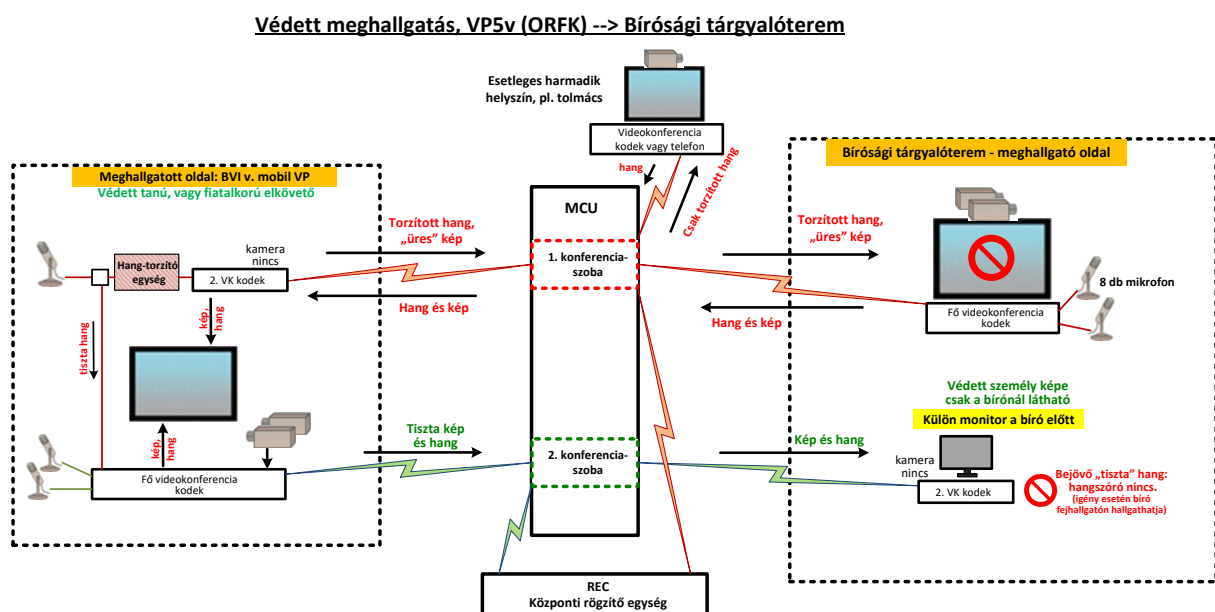 Védett meghallgatás, VP5v (ORFK) --> Bírósági tárgyalóterem
Esetleges harmadik
helyszín, pl. tolmács
Videokonferencia
kodek vagy telefon
hang
Csak torzított hang
Meghallgatott oldal: BVI v. mobil VP
Védett tanú, vagy fiatalkorú elkövető
kamera
nincs
Hang-torzító
egység
2. VK kodek
kép,
hang
tiszta hang
kép,
hang
Fő videokonferencia
kodek
Torzított hang,
„üres” kép
Hang és kép
Tiszta kép
és hang
MCU
1. konferencia-
szoba
2. konferencia-
szoba
REC
Központi rögzítő egység
Torzított hang,
„üres” kép
Hang és kép
Kép és hang
Bírósági tárgyalóterem - meghallgató oldal
8 db mikrofon
Fő videokonferencia
kodek
Védett személy képe
csak a bírónál látható
Külön monitor a bíró előtt
kamera
nincs
2. VK kodek
Bejövő „tiszta” hang:
hangszóró nincs.
(igény esetén bíró
fejhallgatón hallgathatja)